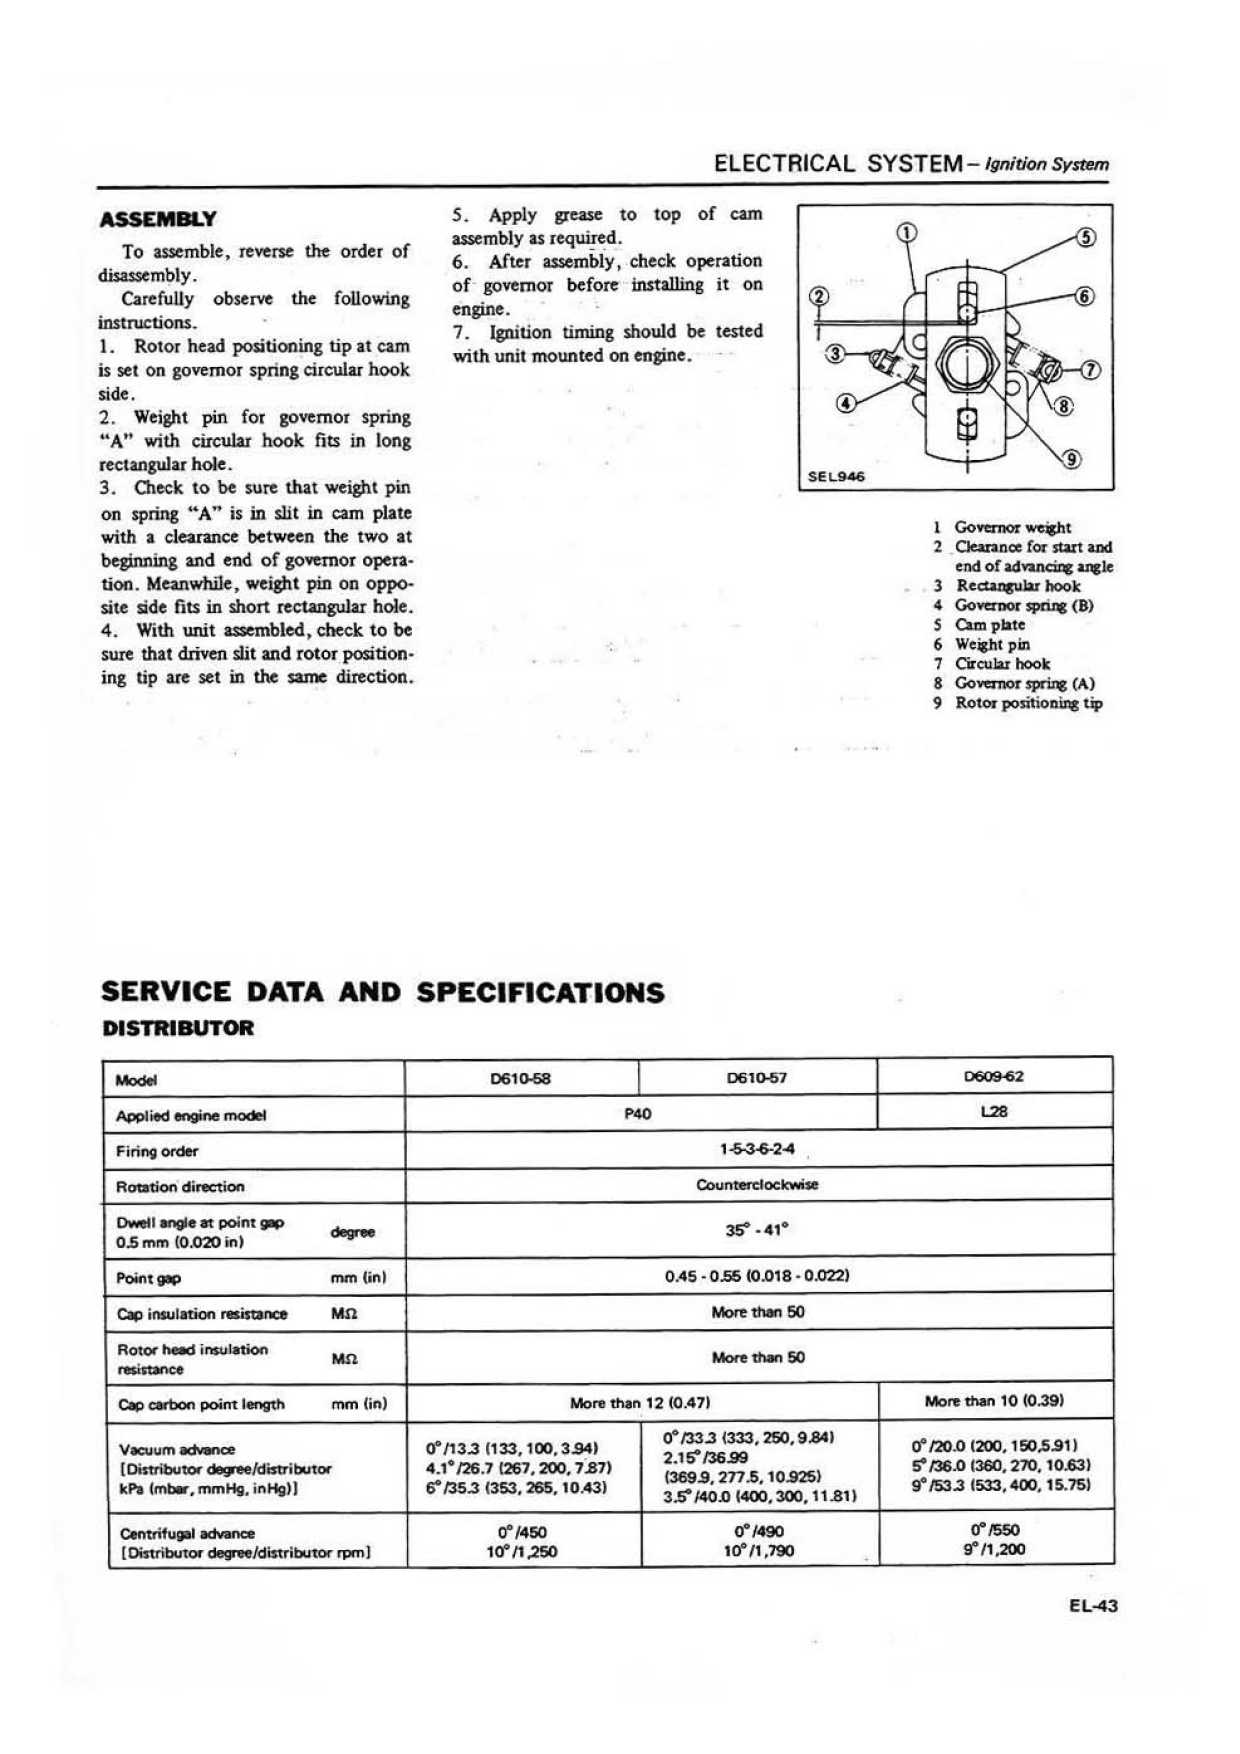 ELECTRICAL SYSTEM – Ignition System
ASSEMBLY
To assemble, reverse the order of
disassembly.
Carefully observe the following
instructions.
1. Rotor head positioning tip at cam
is set on governor spring circular hook
side.
2. Weight pin for governor spring
“A” with circular hook fits in long
rectangular hole.
3. Check to be sure that weight pin
on spring “A” is in slit in cam plate
with a clearance between the two at
beginning and end of governor opera-
tion. Meanwhile, weight pin on oppo-
site side fits in short rectangular hole.
4. With unit assembled, check to be
sure that driven slit and rotor position-
ing tip are set in the same direction.
5. Apply grease to top of cam
assembly as required.
6. After assembly, check operation
of governor before installing it on
engine.
7. Ignition timing should be tested
with unit mounted on engine.
1
5
2
6
3
7
4
8
9
SEL946
1 Governor weight
2 Clearance for start and
end of advancing angle
3 Rectangular hook
4 Governor spring (B)
5 Cam plate
6 Weight pin
7 Circular hook
8 Governor spring (A)
9 Rotor positioning tip
SERVICE DATA AND SPECIFICATIONS
DISTRIBUTOR
Model D610-58 D610-57 D609-62
Applied engine model P40 L28
Firing order 1-5-3-6-2-4
Rotation direction Counterclockwise
Dwell angle at point gap
0.5 mm (0.020 in) degree 35° - 41°
Point gap mm (in) 0.45 - 0.55 (0.018 - 0.022)
Cap insulation resistance MΩ More than 50
Rotor head insulation
resistance MΩ More than 50
Cap carbon point length mm (in) More than 12 (0.47) More than 10 (0.39)
Vacuum advance
[Distributor degree/distributor
kPa (mbar, mmHg, inHg)]
0°/13.3 (133, 100, 3.94)
4.1°/26.7 (267, 200, 7.87)
6°/35.3 (353, 265, 10.43)
0°/33.3 (333, 250, 9.84)
2.15°/36.99
(369.9, 277.5, 10.925)
3.5°/40.0 (400, 300, 11.81)
0°/20.0 (200, 150,5.91)
5°/36.0 (360, 270, 10.63)
9°/53.3 (533, 400, 15.75)
Centrifugal advance
[Distributor degree/distributor rpm]
0°/450
10°/1,250
0°/490
10°/1,790
0°/550
9°/1,200
EL-43